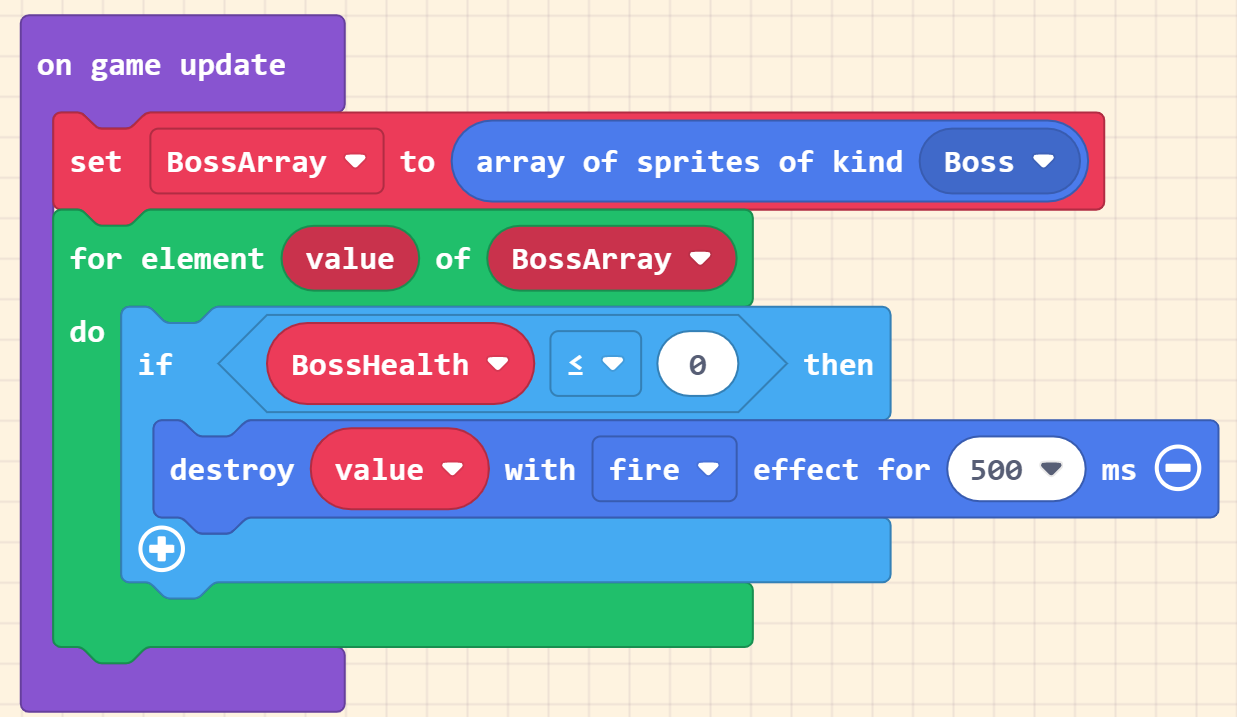 on game update
set BossArray to array of sprites of kind Boss
for element value of BossArray
do
if BossHealth ≤ 0 then
destroy value with fire effect for 500 ms